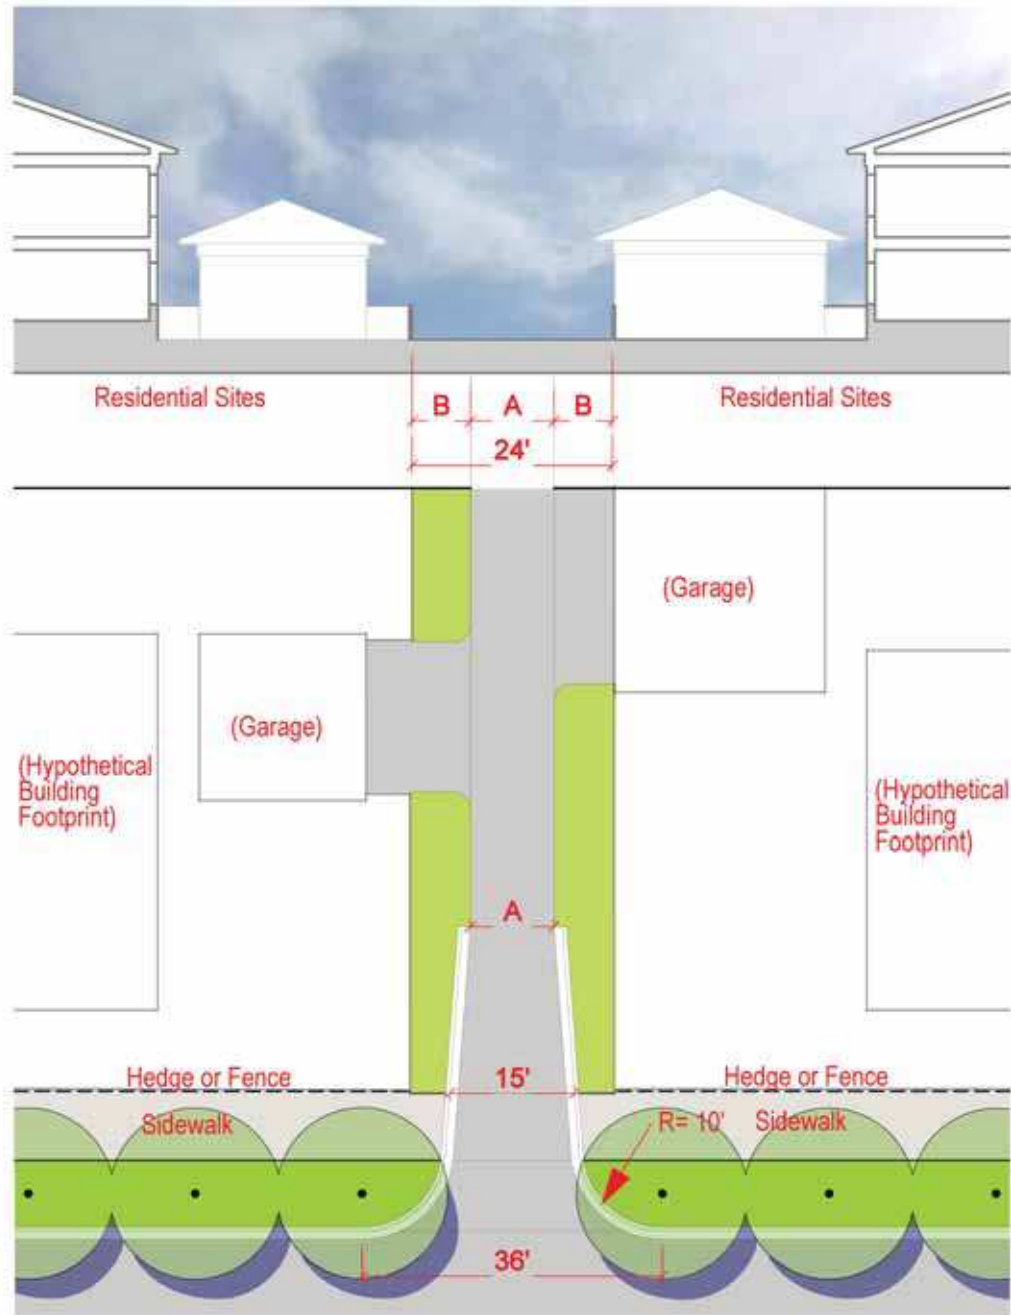 Residential Sites
B
A
B
Residential Sites
24'
(Garage)
(Garage)
(Hypothetical
Building
Footprint)
(Hypothetical
Building
Footprint)
A
Hedge or Fence
15'
Hedge or Fence
Sidewalk
R= 10'
Sidewalk
36'